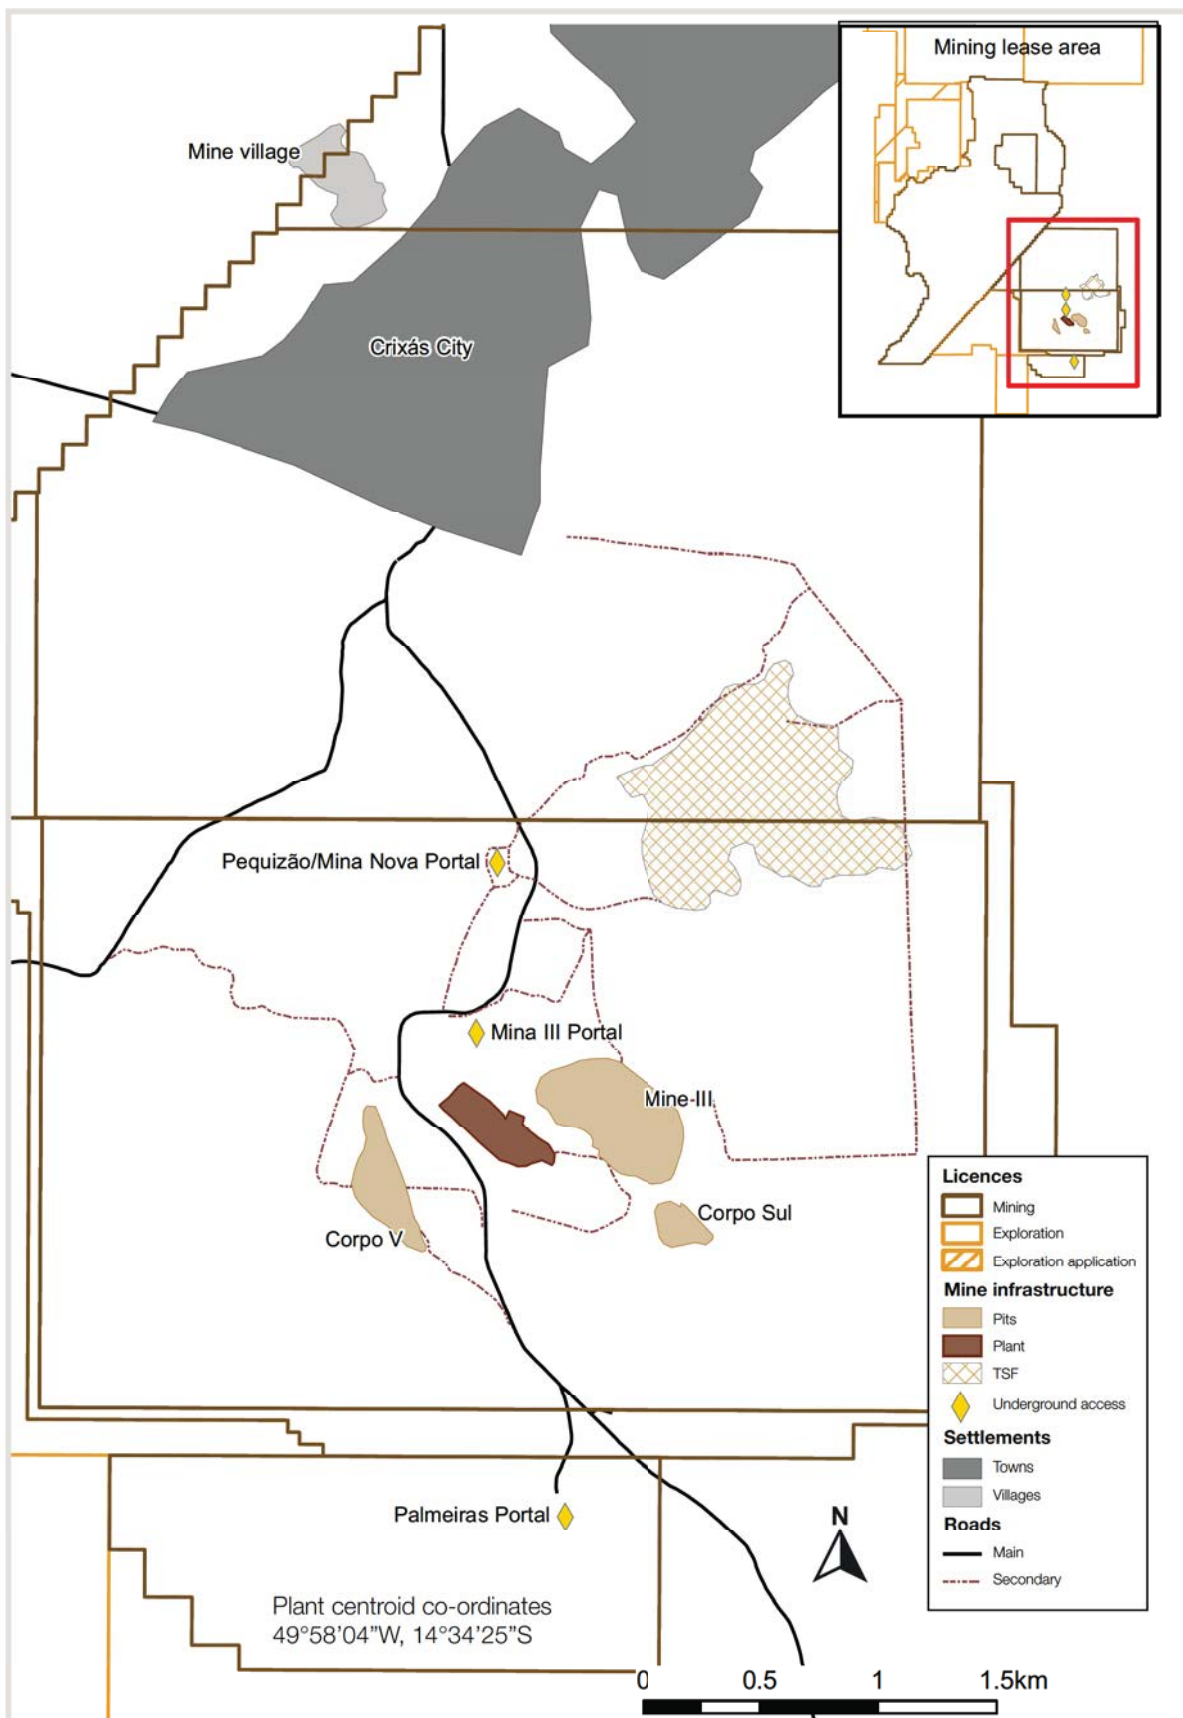 Mining lease area
Mine village
Crixás City
Pequizão/Mina Nova Portal
Mina III Portal
Mine-III
Corpo Sul
Corpo V
Palmeiras Portal
Plant centroid co-ordinates
49°58’04”W, 14°34’25”S
Licences
Mining
Exploration
Exploration application
Mine infrastructure
Pits
Plant
TSF
Underground access
Settlements
Towns
Villages
Roads
Main
Secondary
N
0 0.5 1 1.5km